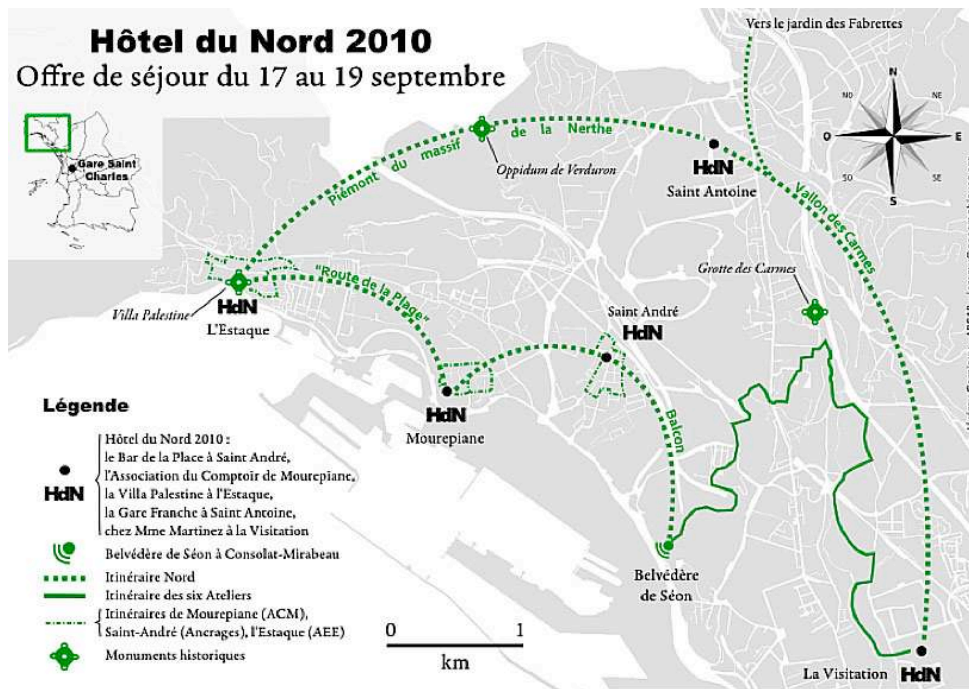 Hôtel du Nord 2010
Offre de séjour du 17 au 19 septembre
Vers le jardin des Fabrettes
Gare Saint
Charles
N
NO
NE
O
E
SO
SE
S
Piémont du massif de la Nerthe
Oppidum de Verduron
HdN
Saint Antoine
Vallon des Carmes
Grotte des Carmes
"Route de la Plage"
Villa Palestine
HdN
L'Estaque
Saint André
HdN
HdN
Mourepiane
Balcon
Belvédère
de Séon
La Visitation HdN
Légende
HdN
Hôtel du Nord 2010 :
le Bar de la Place à Saint André,
l'Association du Comptoir de Mourepiane,
la Villa Palestine à l'Estaque,
la Gare Franche à Saint Antoine,
chez Mme Martinez à la Visitation
Belvédère de Séon à Consolat-Mirabeau
Itinéraire Nord
Itinéraire des six Ateliers
Itinéraires de Mourepiane (ACM),
Saint-André (Ancrages), l'Estaque (AEE)
Monuments historiques
0 1
km